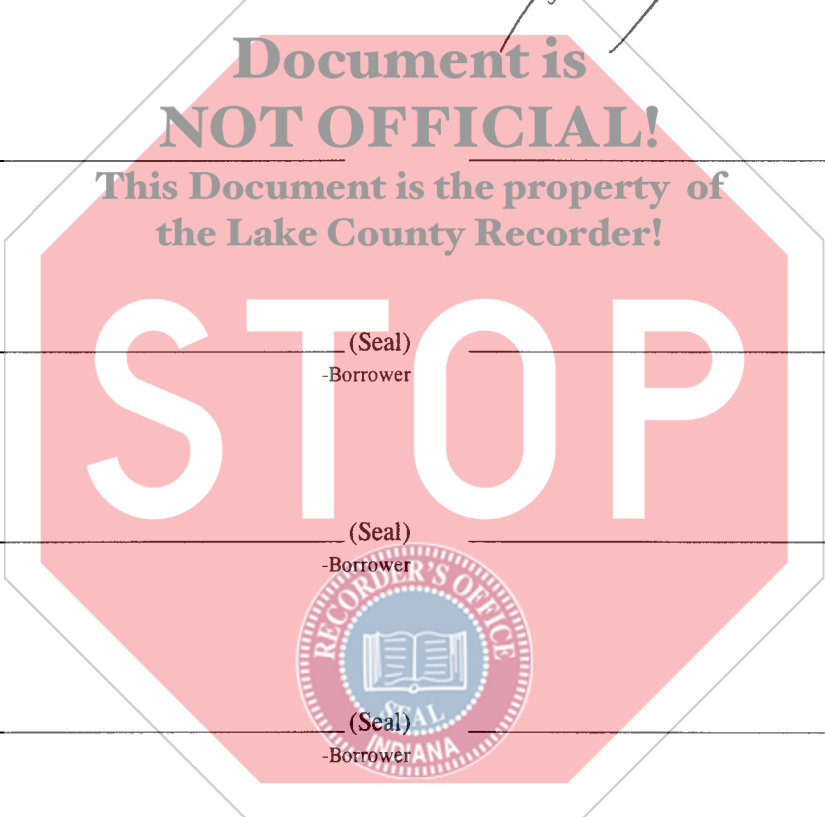 Document is
NOT OFFICIAL!
This Document is the property of
the Lake County Recorder!
STOP
(Seal)
-Borrower
(Seal)
-Borrower
RECORDER'S OFFICE
SEAL
INDIANA
(Seal)
-Borrower